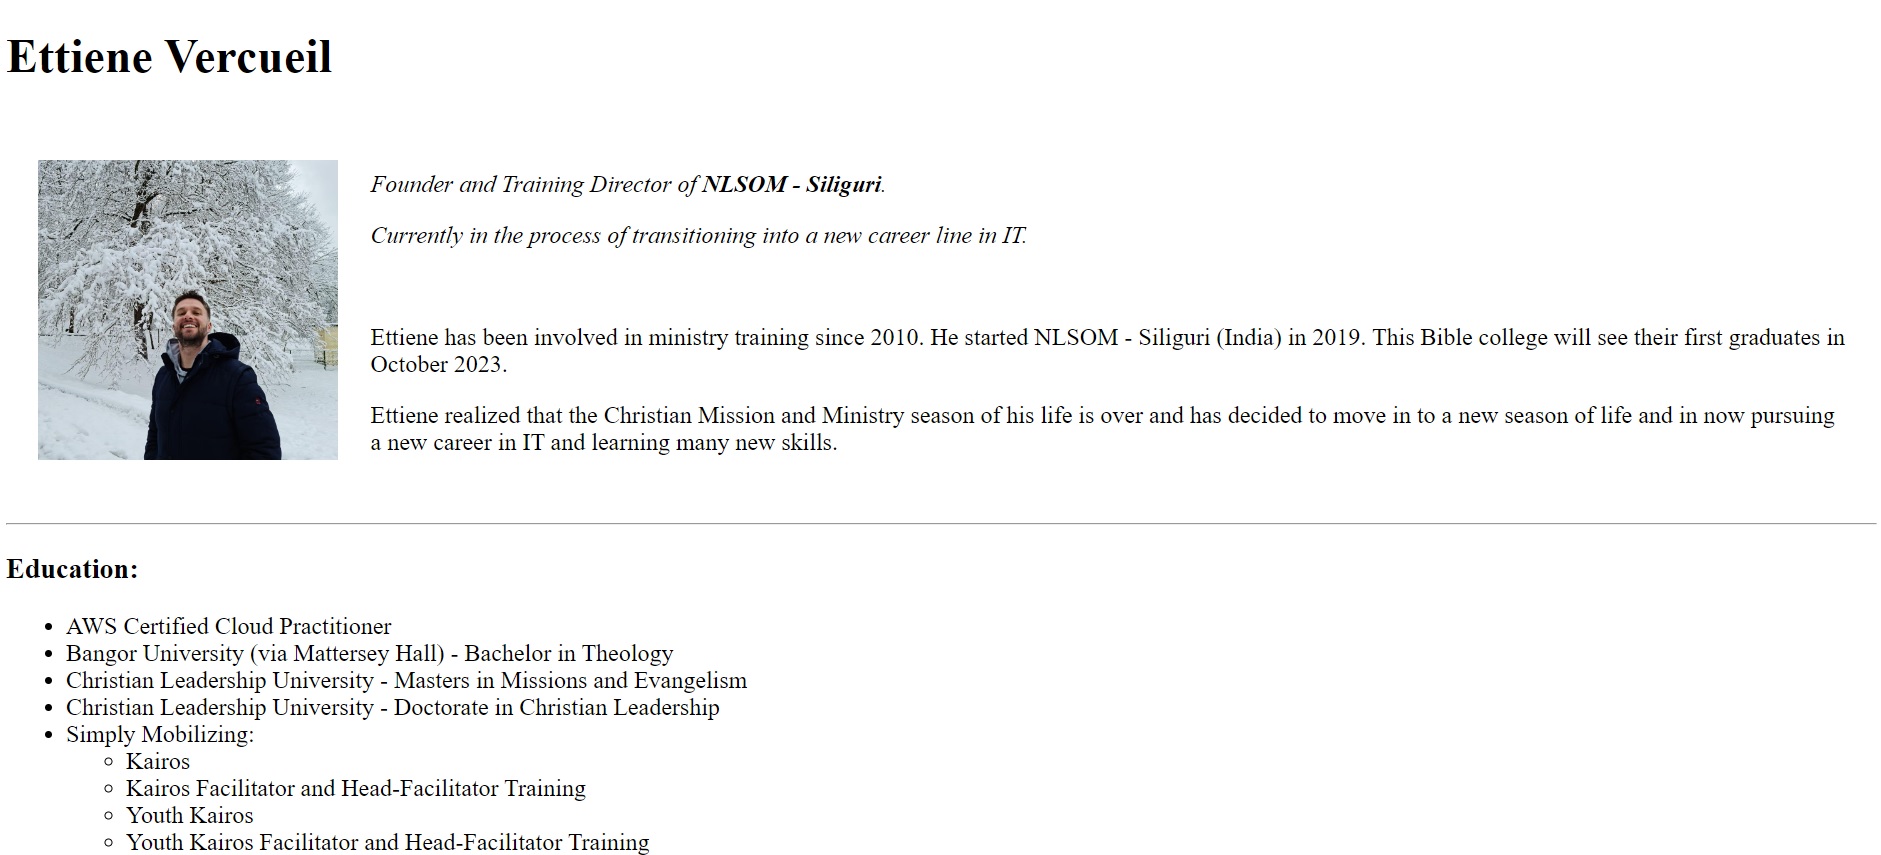 Ettiene Vercueil
Founder and Training Director of NLSOM - Siliguri.
Currently in the process of transitioning into a new career line in IT.
Ettiene has been involved in ministry training since 2010. He started NLSOM - Siliguri (India) in 2019. This Bible college will see their first graduates in
October 2023.
Ettiene realized that the Christian Mission and Ministry season of his life is over and has decided to move in to a new season of life and in now pursuing
a new career in IT and learning many new skills.
Education:
• AWS Certified Cloud Practitioner
• Bangor University (via Mattersey Hall) - Bachelor in Theology
• Christian Leadership University - Masters in Missions and Evangelism
• Christian Leadership University - Doctorate in Christian Leadership
• Simply Mobilizing:
◦ Kairos
◦ Kairos Facilitator and Head-Facilitator Training
◦ Youth Kairos
◦ Youth Kairos Facilitator and Head-Facilitator Training